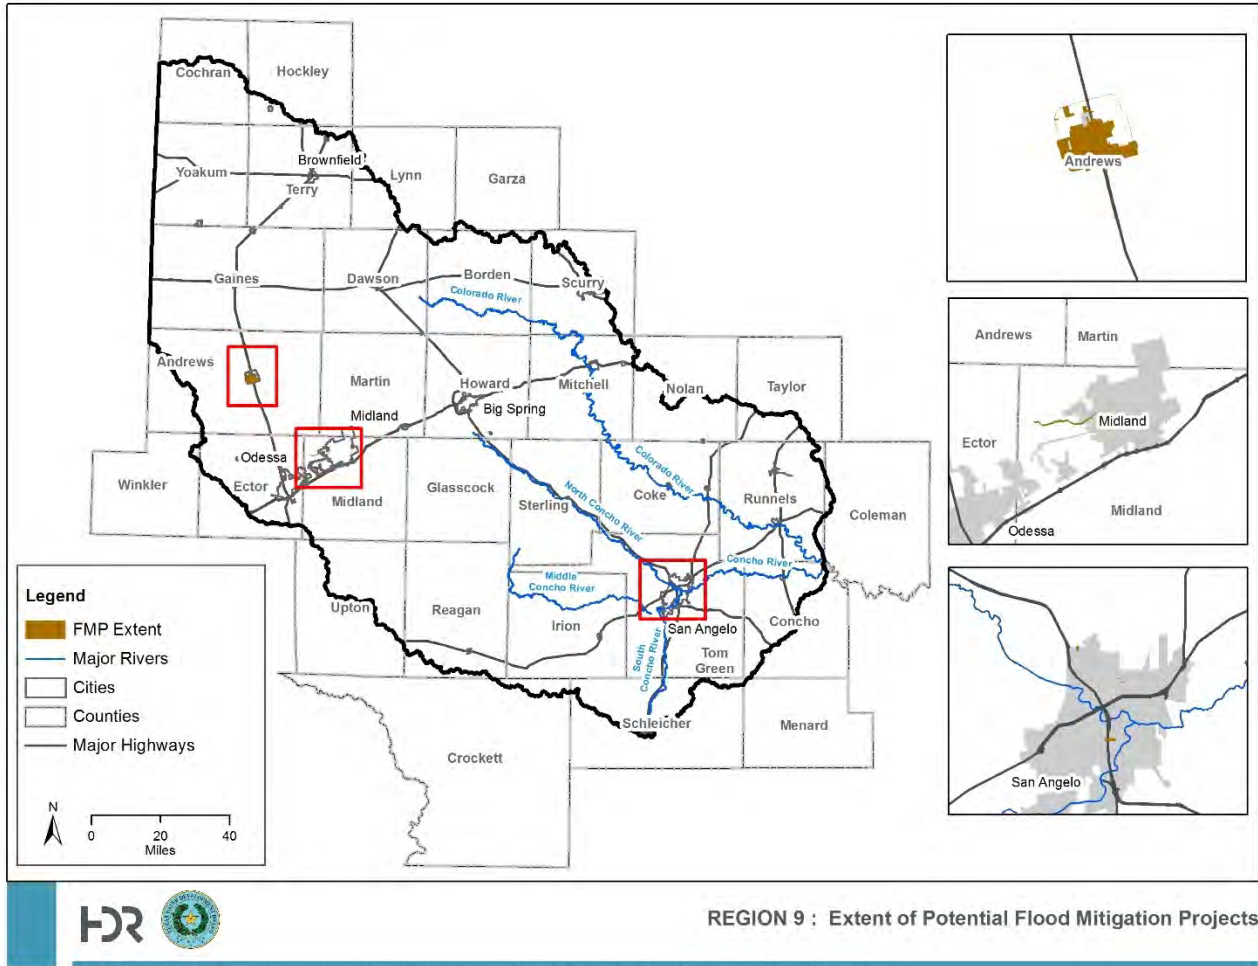 Cochran
Hockley
Brownfield
Yoakum
Terry
Lynn
Garza
Gaines
Dawson
Borden
Scurry
Colorado River
Andrews
Martin
Howard
Mitchell
Nolan
Taylor
Midland
Big Spring
Odessa
Winkler
Ector
Midland
Glasscock
Sterling
North Concho River
Coke
Colorado River
Runnels
Coleman
Middle
Concho River
Concho River
Upton
Reagan
Irion
San Angelo
Concho
South
Concho River
Tom
Green
Schleicher
Menard
Crockett
Legend
FMP Extent
Major Rivers
Cities
Counties
Major Highways
N
0 20 40
Miles
Andrews
Andrews
Martin
Midland
Ector
Midland
Odessa
San Angelo
HDR
REGION 9 : Extent of Potential Flood Mitigation Projects